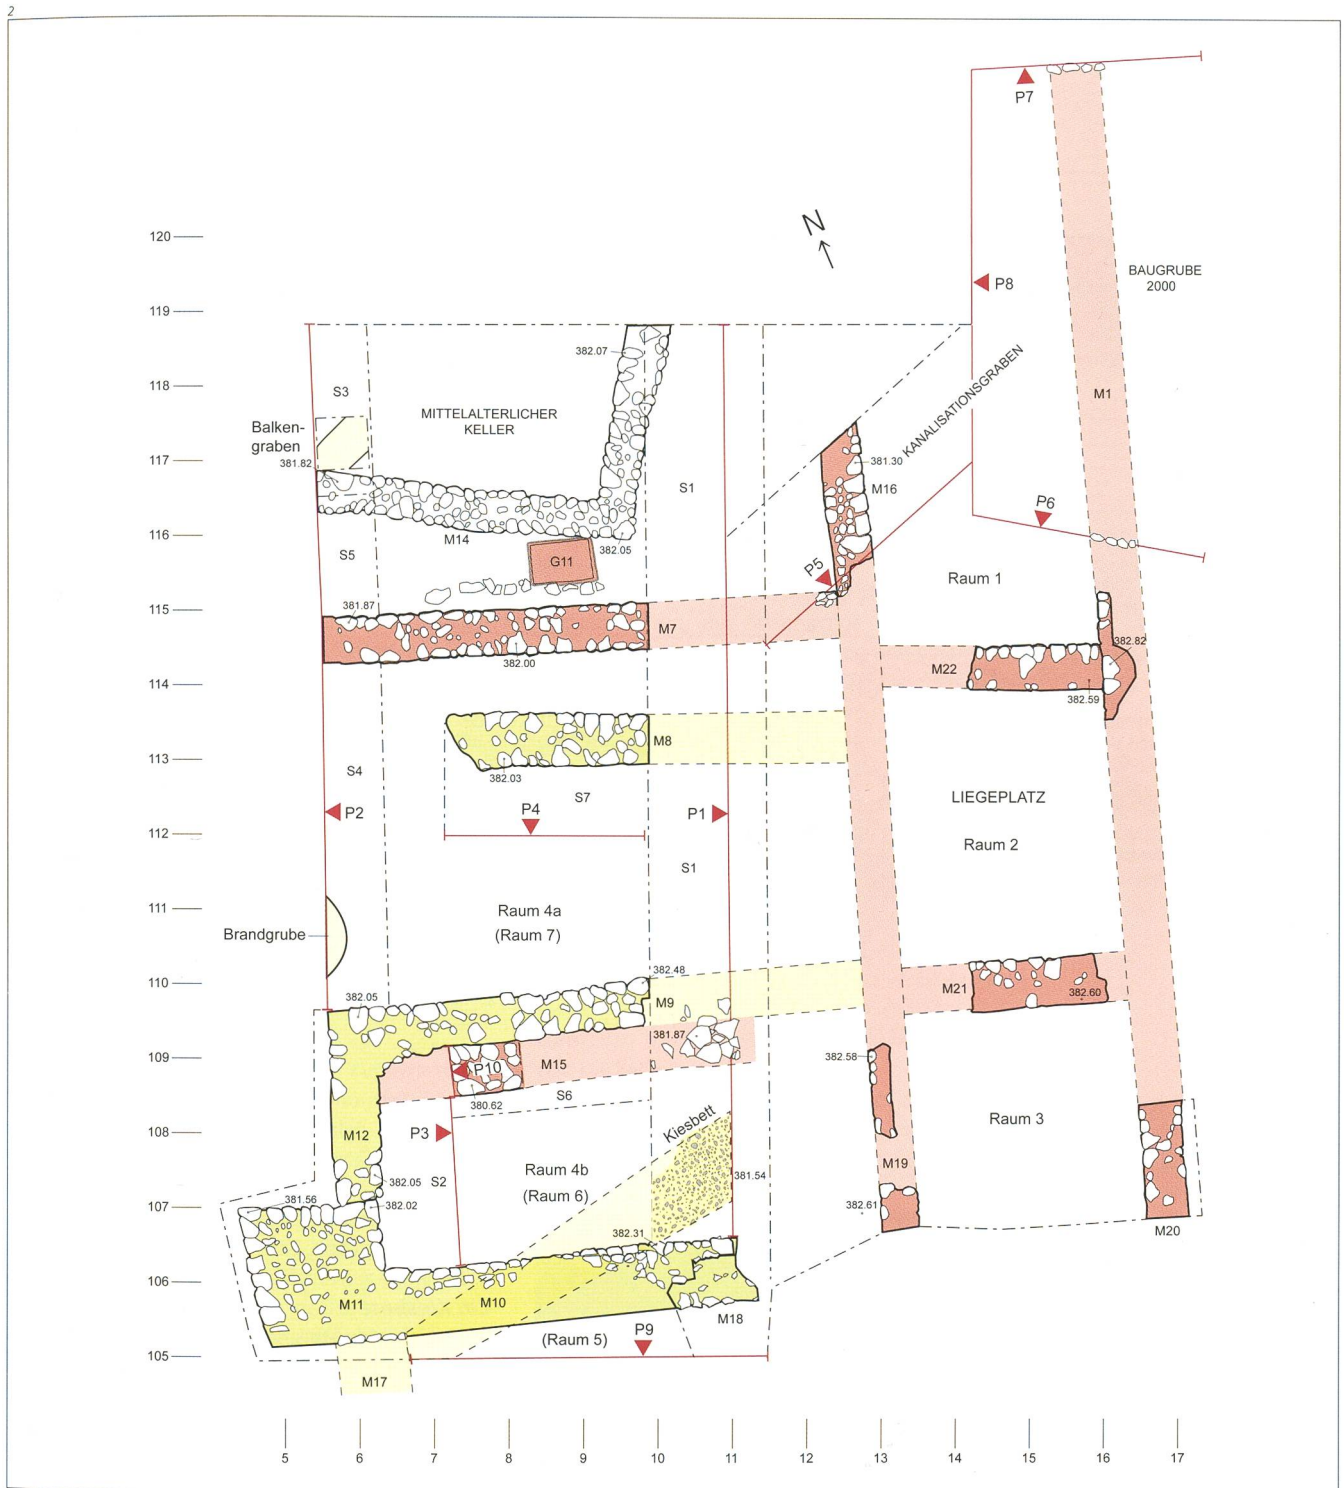 2
P7
120
N
BAUGRUBE
2000
P8
119
382.07
KANALISATIONSGRABEN
118
S3
MITTELALTERLICHER
KELLER
M1
Balken-
graben
117
381.82
381.30
M16
S1
P6
116
M14
382.05
S5
G11
P5
Raum 1
115
381.87
M7
382.82
382.00
M22
114
382.59
M8
113
382.03
S4
S7
LIEGEPLATZ
P2
P4
P1
112
Raum 2
S1
111
Raum 4a
(Raum 7)
Brandgrube
382.48
110
382.05
M9
M21
382.60
381.87
109
M15
382.58
P10
380.62
S6
Kiesbett
Raum 3
108
M12
P3
Raum 4b
(Raum 6)
381.54
M19
382.05
S2
107
381.56
382.02
382.61
M20
382.31
106
M11
M10
M18
(Raum 5)
P9
105
M17
5 6 7 8 9 10 11 12 13 14 15 16 17